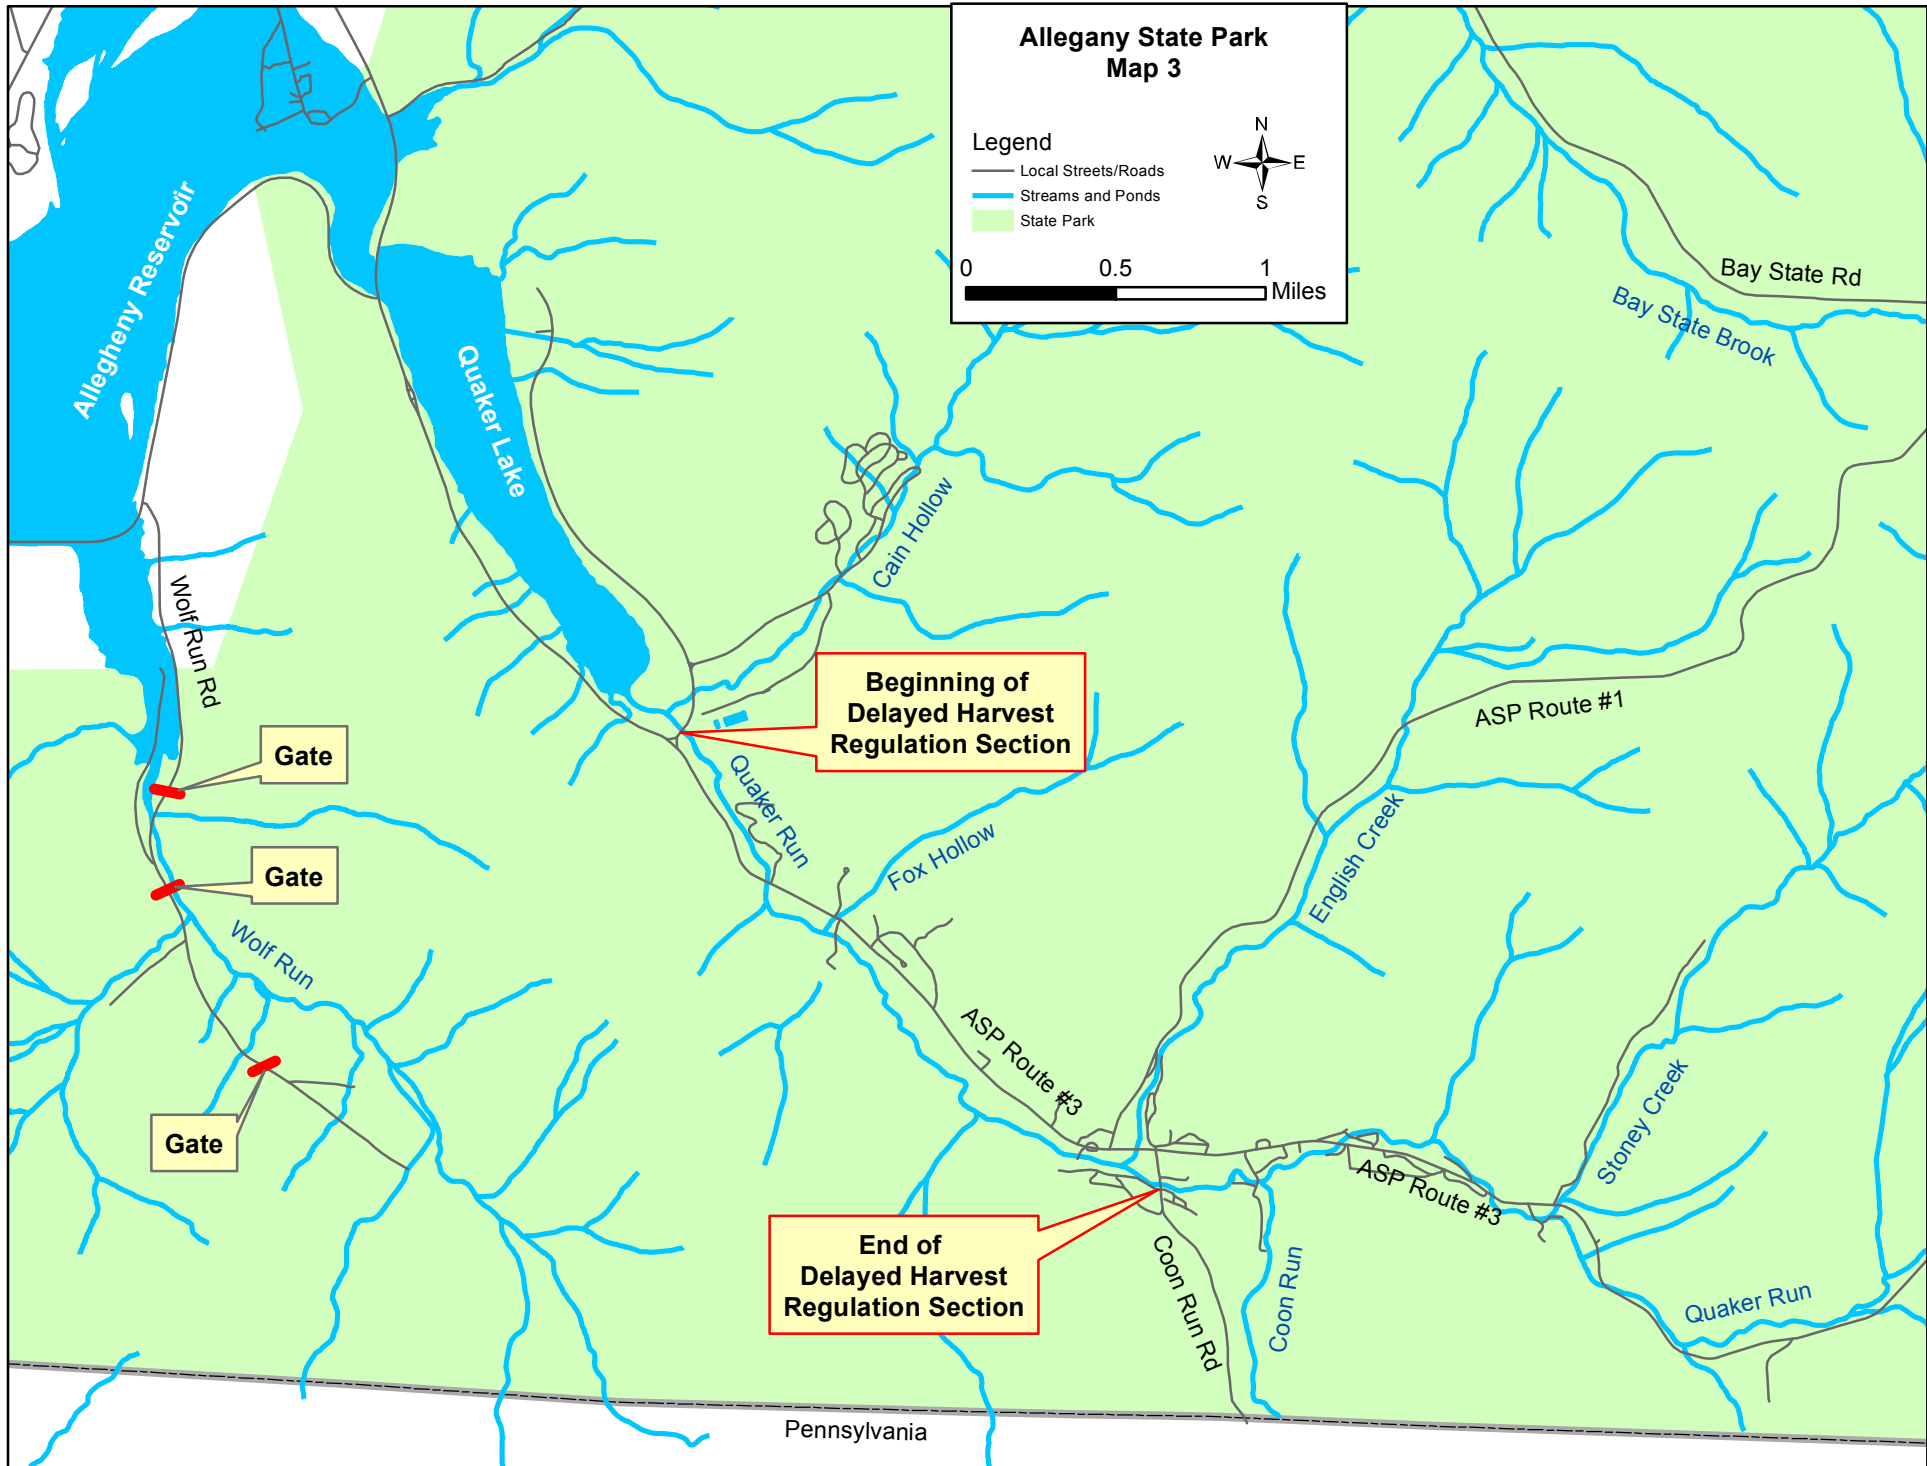 Allegany State Park
Map 3
Legend
Local Streets/Roads
Streams and Ponds
State Park
N
W
E
S
0
0.5
1
Miles
Bay State Rd
Bay State Brook
Allegheny Reservoir
Quaker Lake
Cain Hollow
Wolf Run Rd
Beginning of
Delayed Harvest
Regulation Section
ASP Route #1
Gate
Quaker Run
Fox Hollow
English Creek
Gate
Wolf Run
ASP Route #3
Gate
Stoney Creek
ASP Route #3
End of
Delayed Harvest
Regulation Section
Coon Run Rd
Coon Run
Quaker Run
Pennsylvania